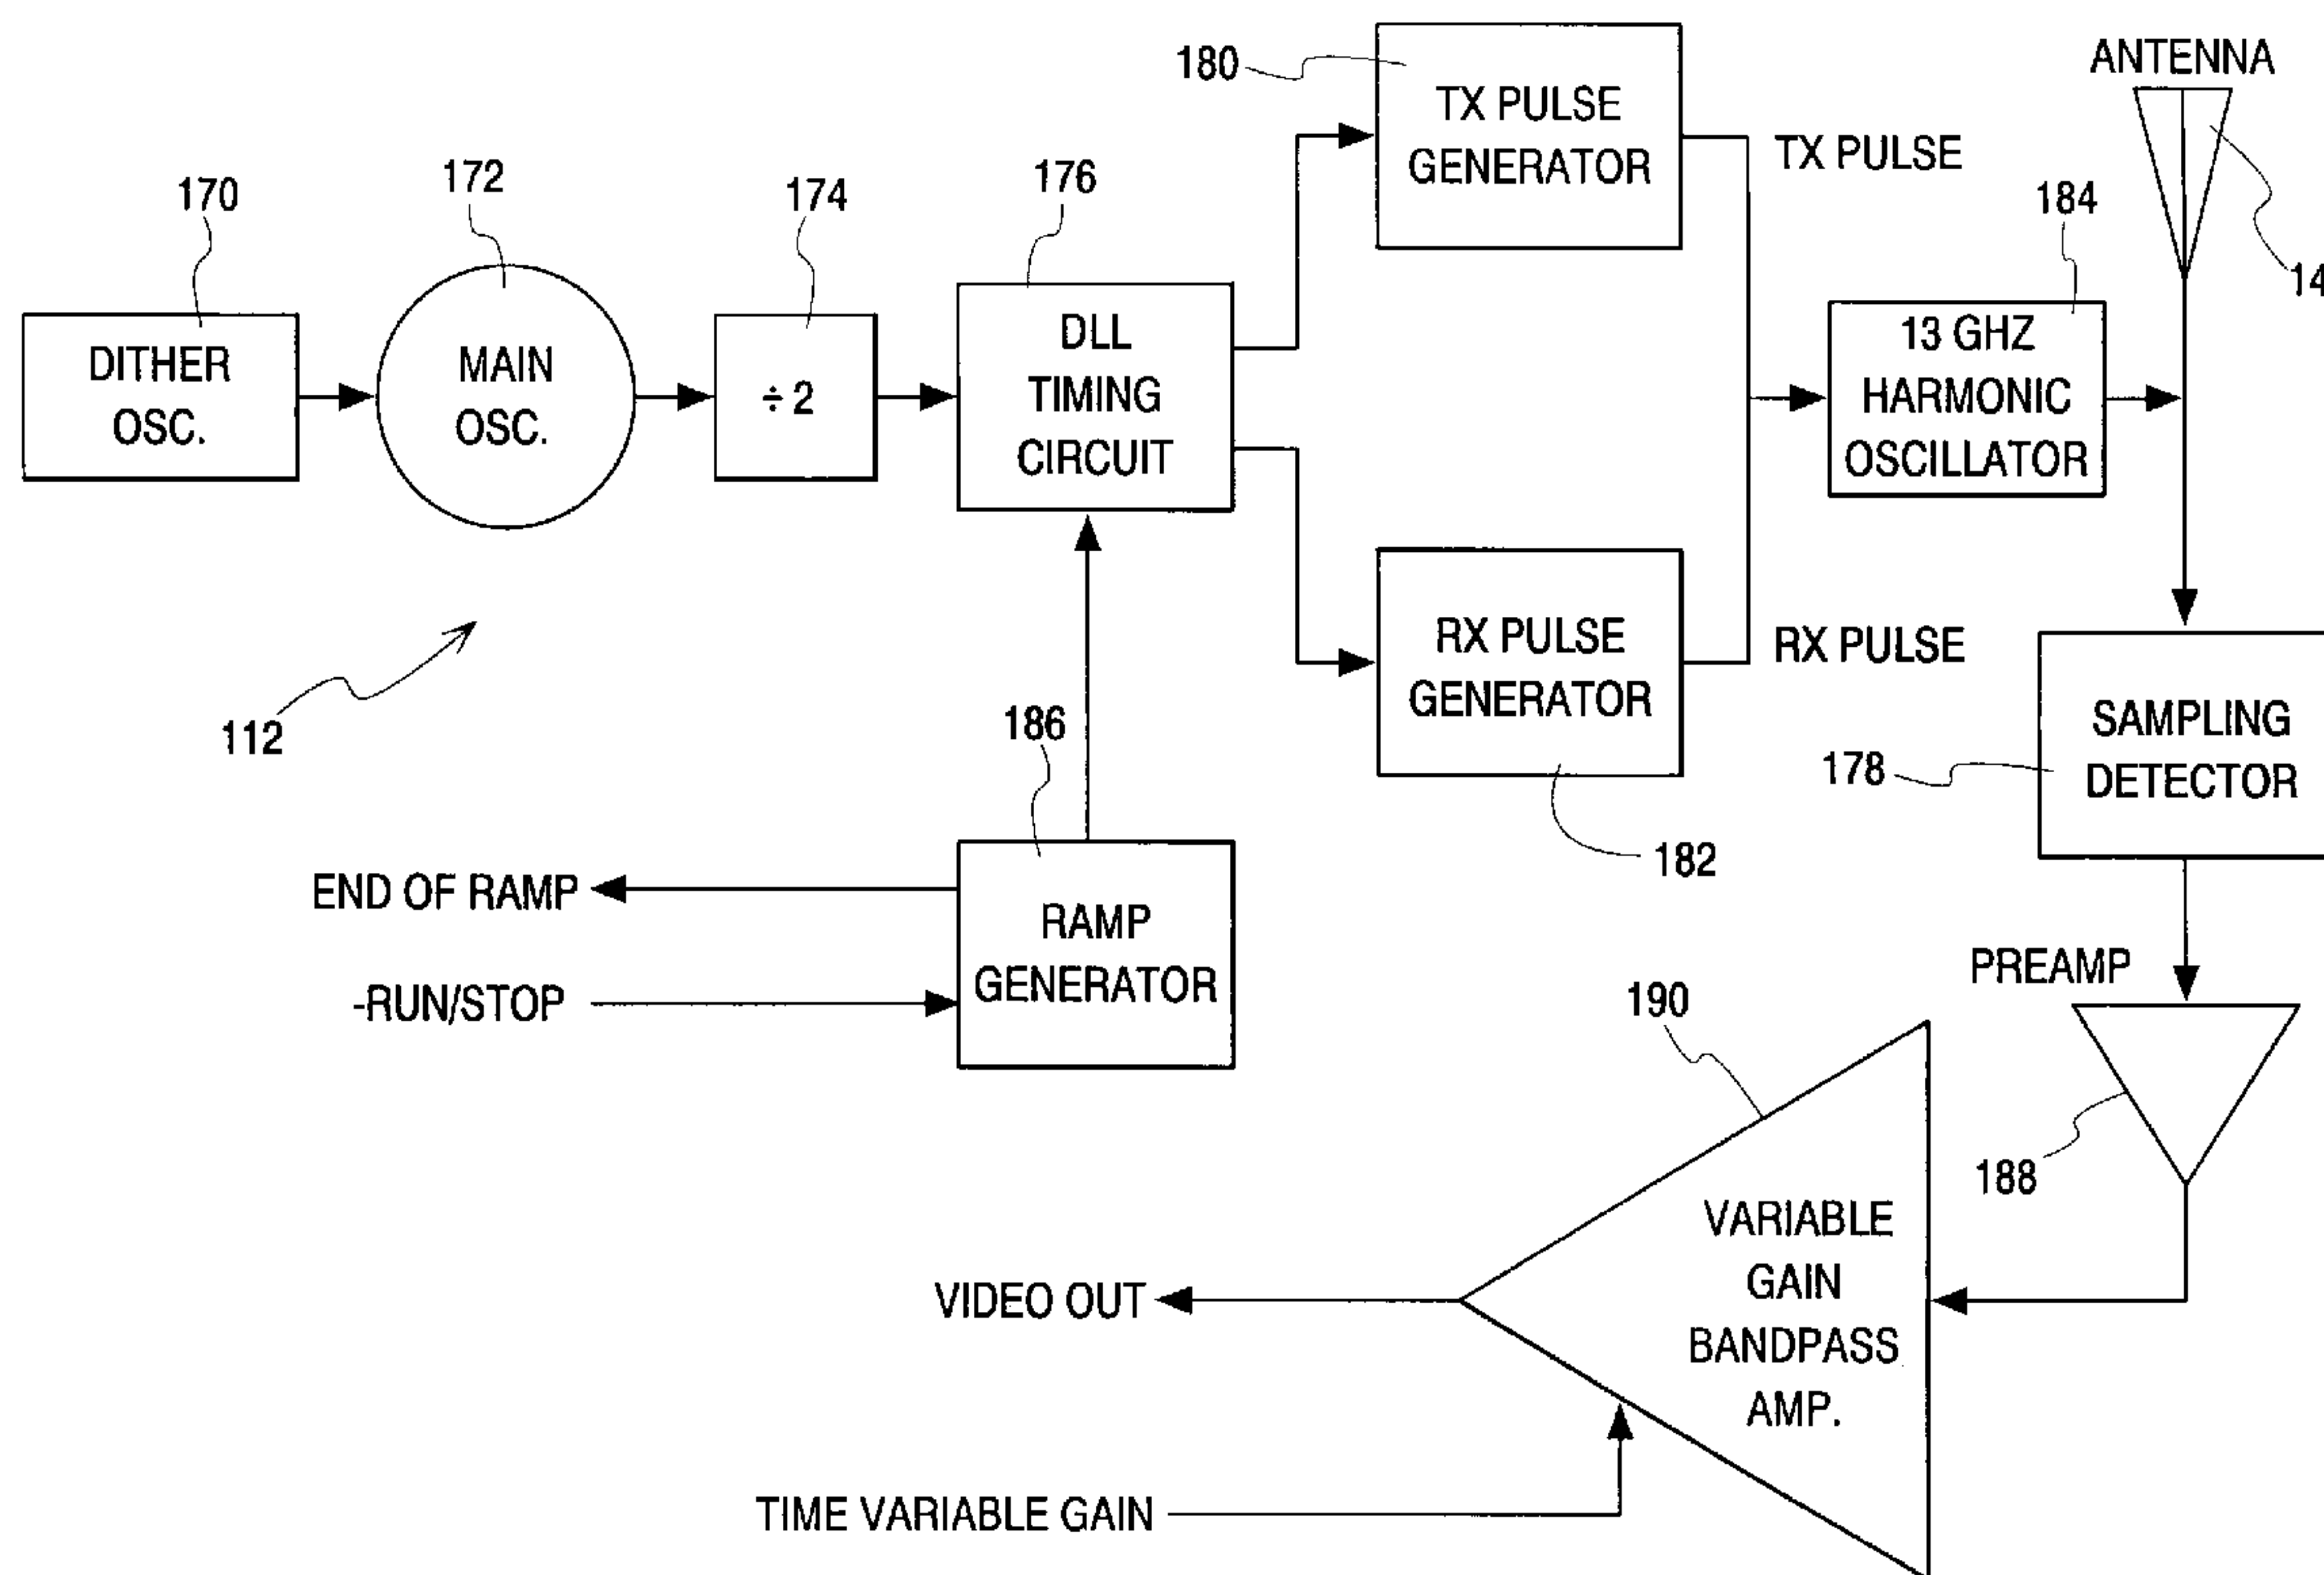 180
TX PULSE
GENERATOR
TX PULSE
ANTENNA
14
170
172
174
176
184
DITHER
OSC.
MAIN
OSC.
÷ 2
DLL
TIMING
CIRCUIT
13 GHZ
HARMONIC
OSCILLATOR
112
186
RX PULSE
GENERATOR
RX PULSE
182
178
SAMPLING
DETECTOR
END OF RAMP
-RUN/STOP
RAMP
GENERATOR
PREAMP
188
190
VARIABLE
GAIN
BANDPASS
AMP.
VIDEO OUT
TIME VARIABLE GAIN